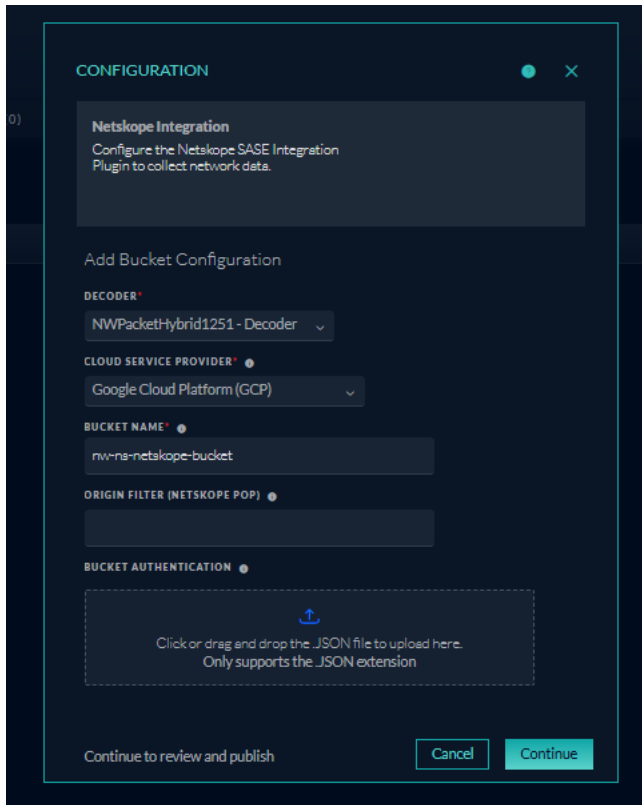 0)
CONFIGURATION
?
Netskope Integration
Configure the Netskope SASE Integration
Plugin to collect network data.
Add Bucket Configuration
DECODER*
NWPacketHybrid1251 - Decoder
CLOUD SERVICE PROVIDER*
Google Cloud Platform (GCP)
BUCKET NAME*
nw-ns-netskope-bucket
ORIGIN FILTER (NETSKOPE POP)
BUCKET AUTHENTICATION
Click or drag and drop the .JSON file to upload here.
Only supports the .JSON extension
Continue to review and publish
Cancel
Continue